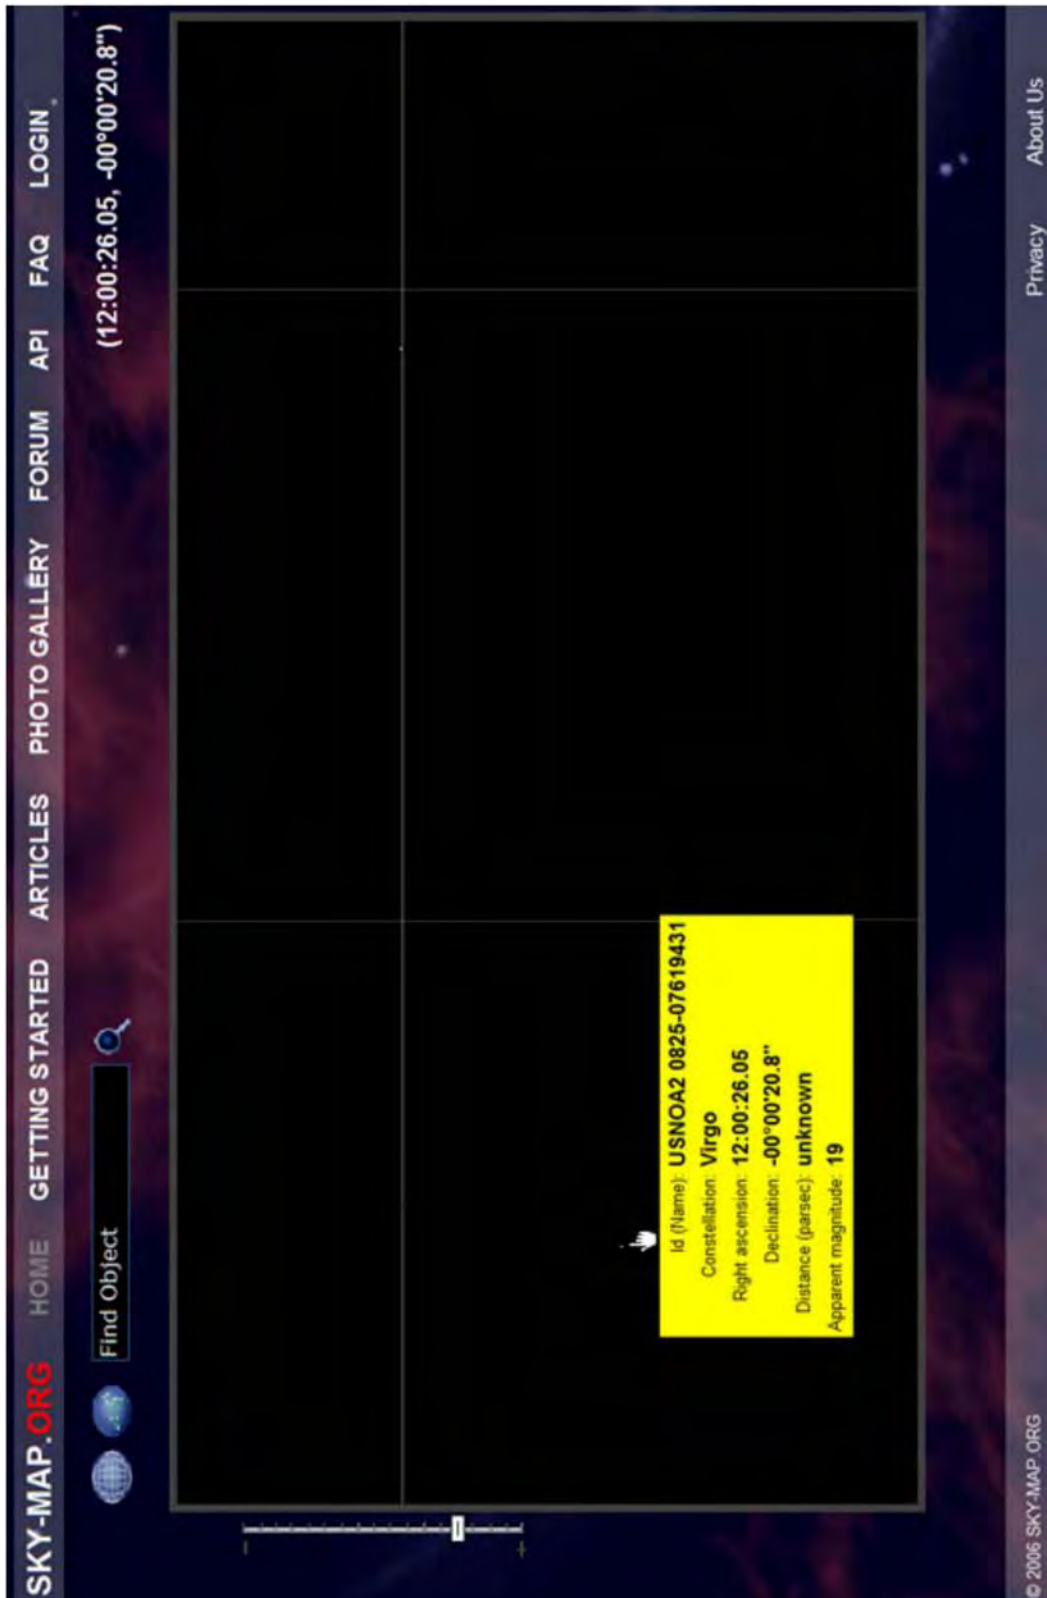 SKY-MAP.ORG HOME GETTING STARTED ARTICLES PHOTO GALLERY FORUM API FAQ LOGIN
Find Object (12:00:26.05, -00°00'20.8")
Id (Name): USNOA2 0825-07619431
Constellation: Virgo
Right ascension: 12:00:26.05
Declination: -00°00'20.8"
Distance (parsec): unknown
Apparent magnitude: 19
© 2006 SKY-MAP.ORG Privacy About Us